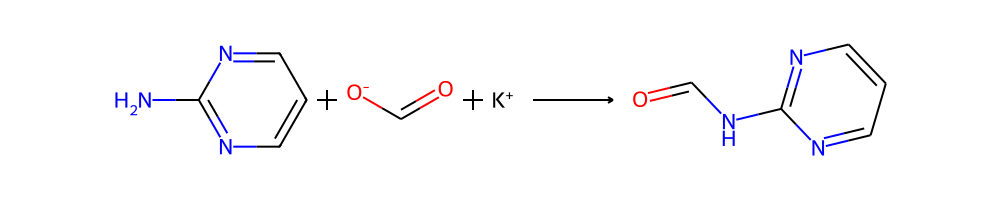 H₂N N N + O⁻ O + K⁺ O N H N N